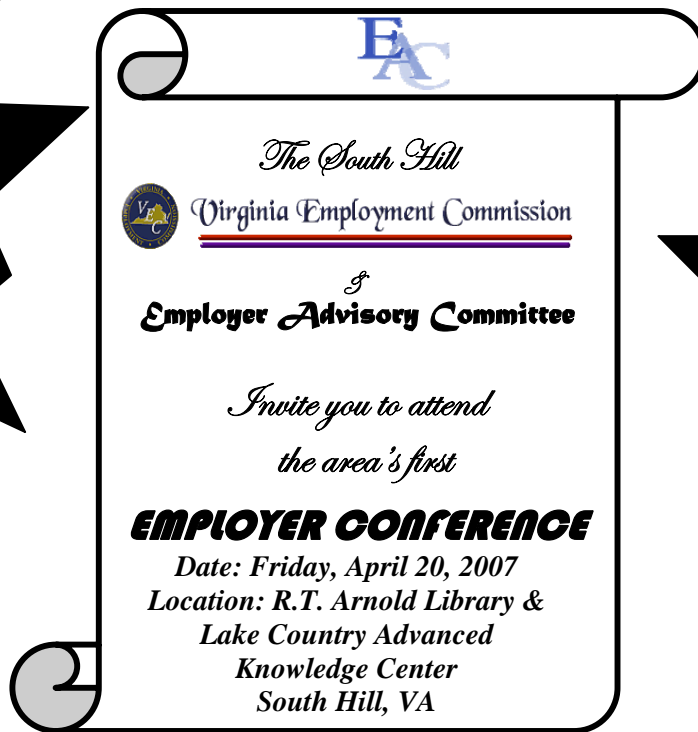 EAC
The South Hill
VEC
Virginia Employment Commission
&
Employer Advisory Committee
Invite you to attend
the area's first
EMPLOYER CONFERENCE
Date: Friday, April 20, 2007
Location: R.T. Arnold Library &
Lake Country Advanced
Knowledge Center
South Hill, VA